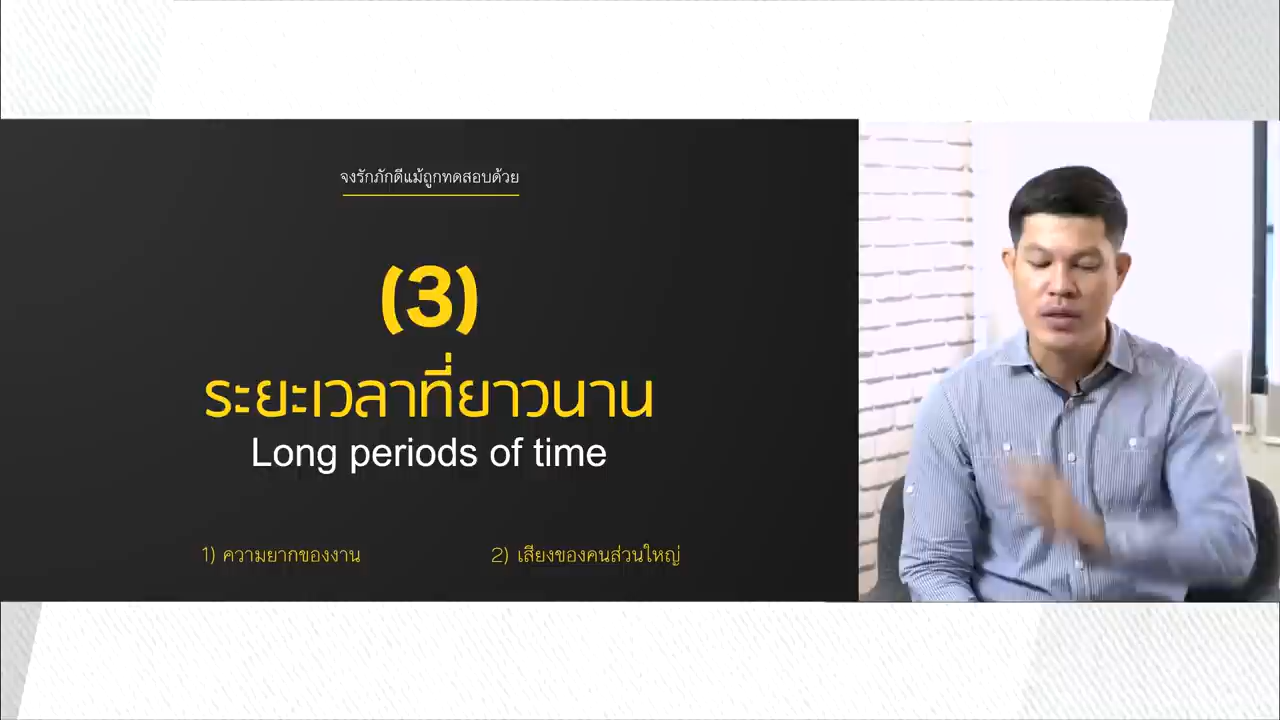 จงรักภักดีแม้ถูกทดสอบด้วย
(3)
ระยะเวลาที่ยาวนาน
Long periods of time
1) ความยากของงาน
2) เสียงของคนส่วนใหญ่